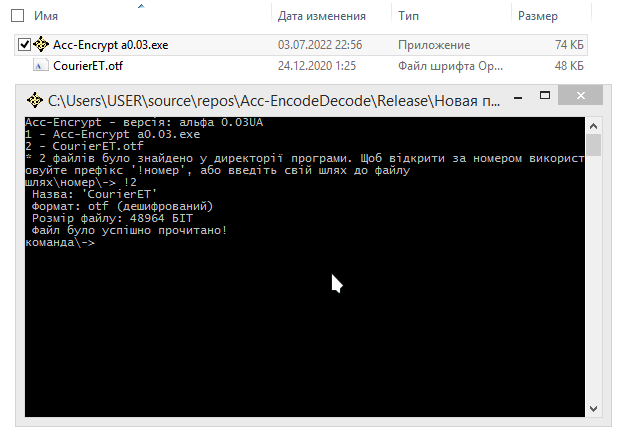 Имя Дата изменения Тип Размер
Acc-Encrypt a0.03.exe 03.07.2022 22:56 Приложение 74 КБ
CourierET.otf 24.12.2020 1:25 Файл шрифта Op... 48 КБ
C:\Users\USER\source\repos\Acc-EncodeDecode\Release\Новая п...
Acc-Encrypt - версія: альфа 0.03UA
1 - Acc-Encrypt a0.03.exe
2 - CourierET.otf
* 2 файлів було знайдено у директорії програми. Щоб відкрити за номером використ
овуйте префікс '!номер', або введіть свій шлях до файлу
шлях\номер\-> !2
Назва: 'CourierET'
Формат: otf (дешифрований)
Розмір файлу: 48964 БІТ
Файл було успішно прочитано!
команда\->